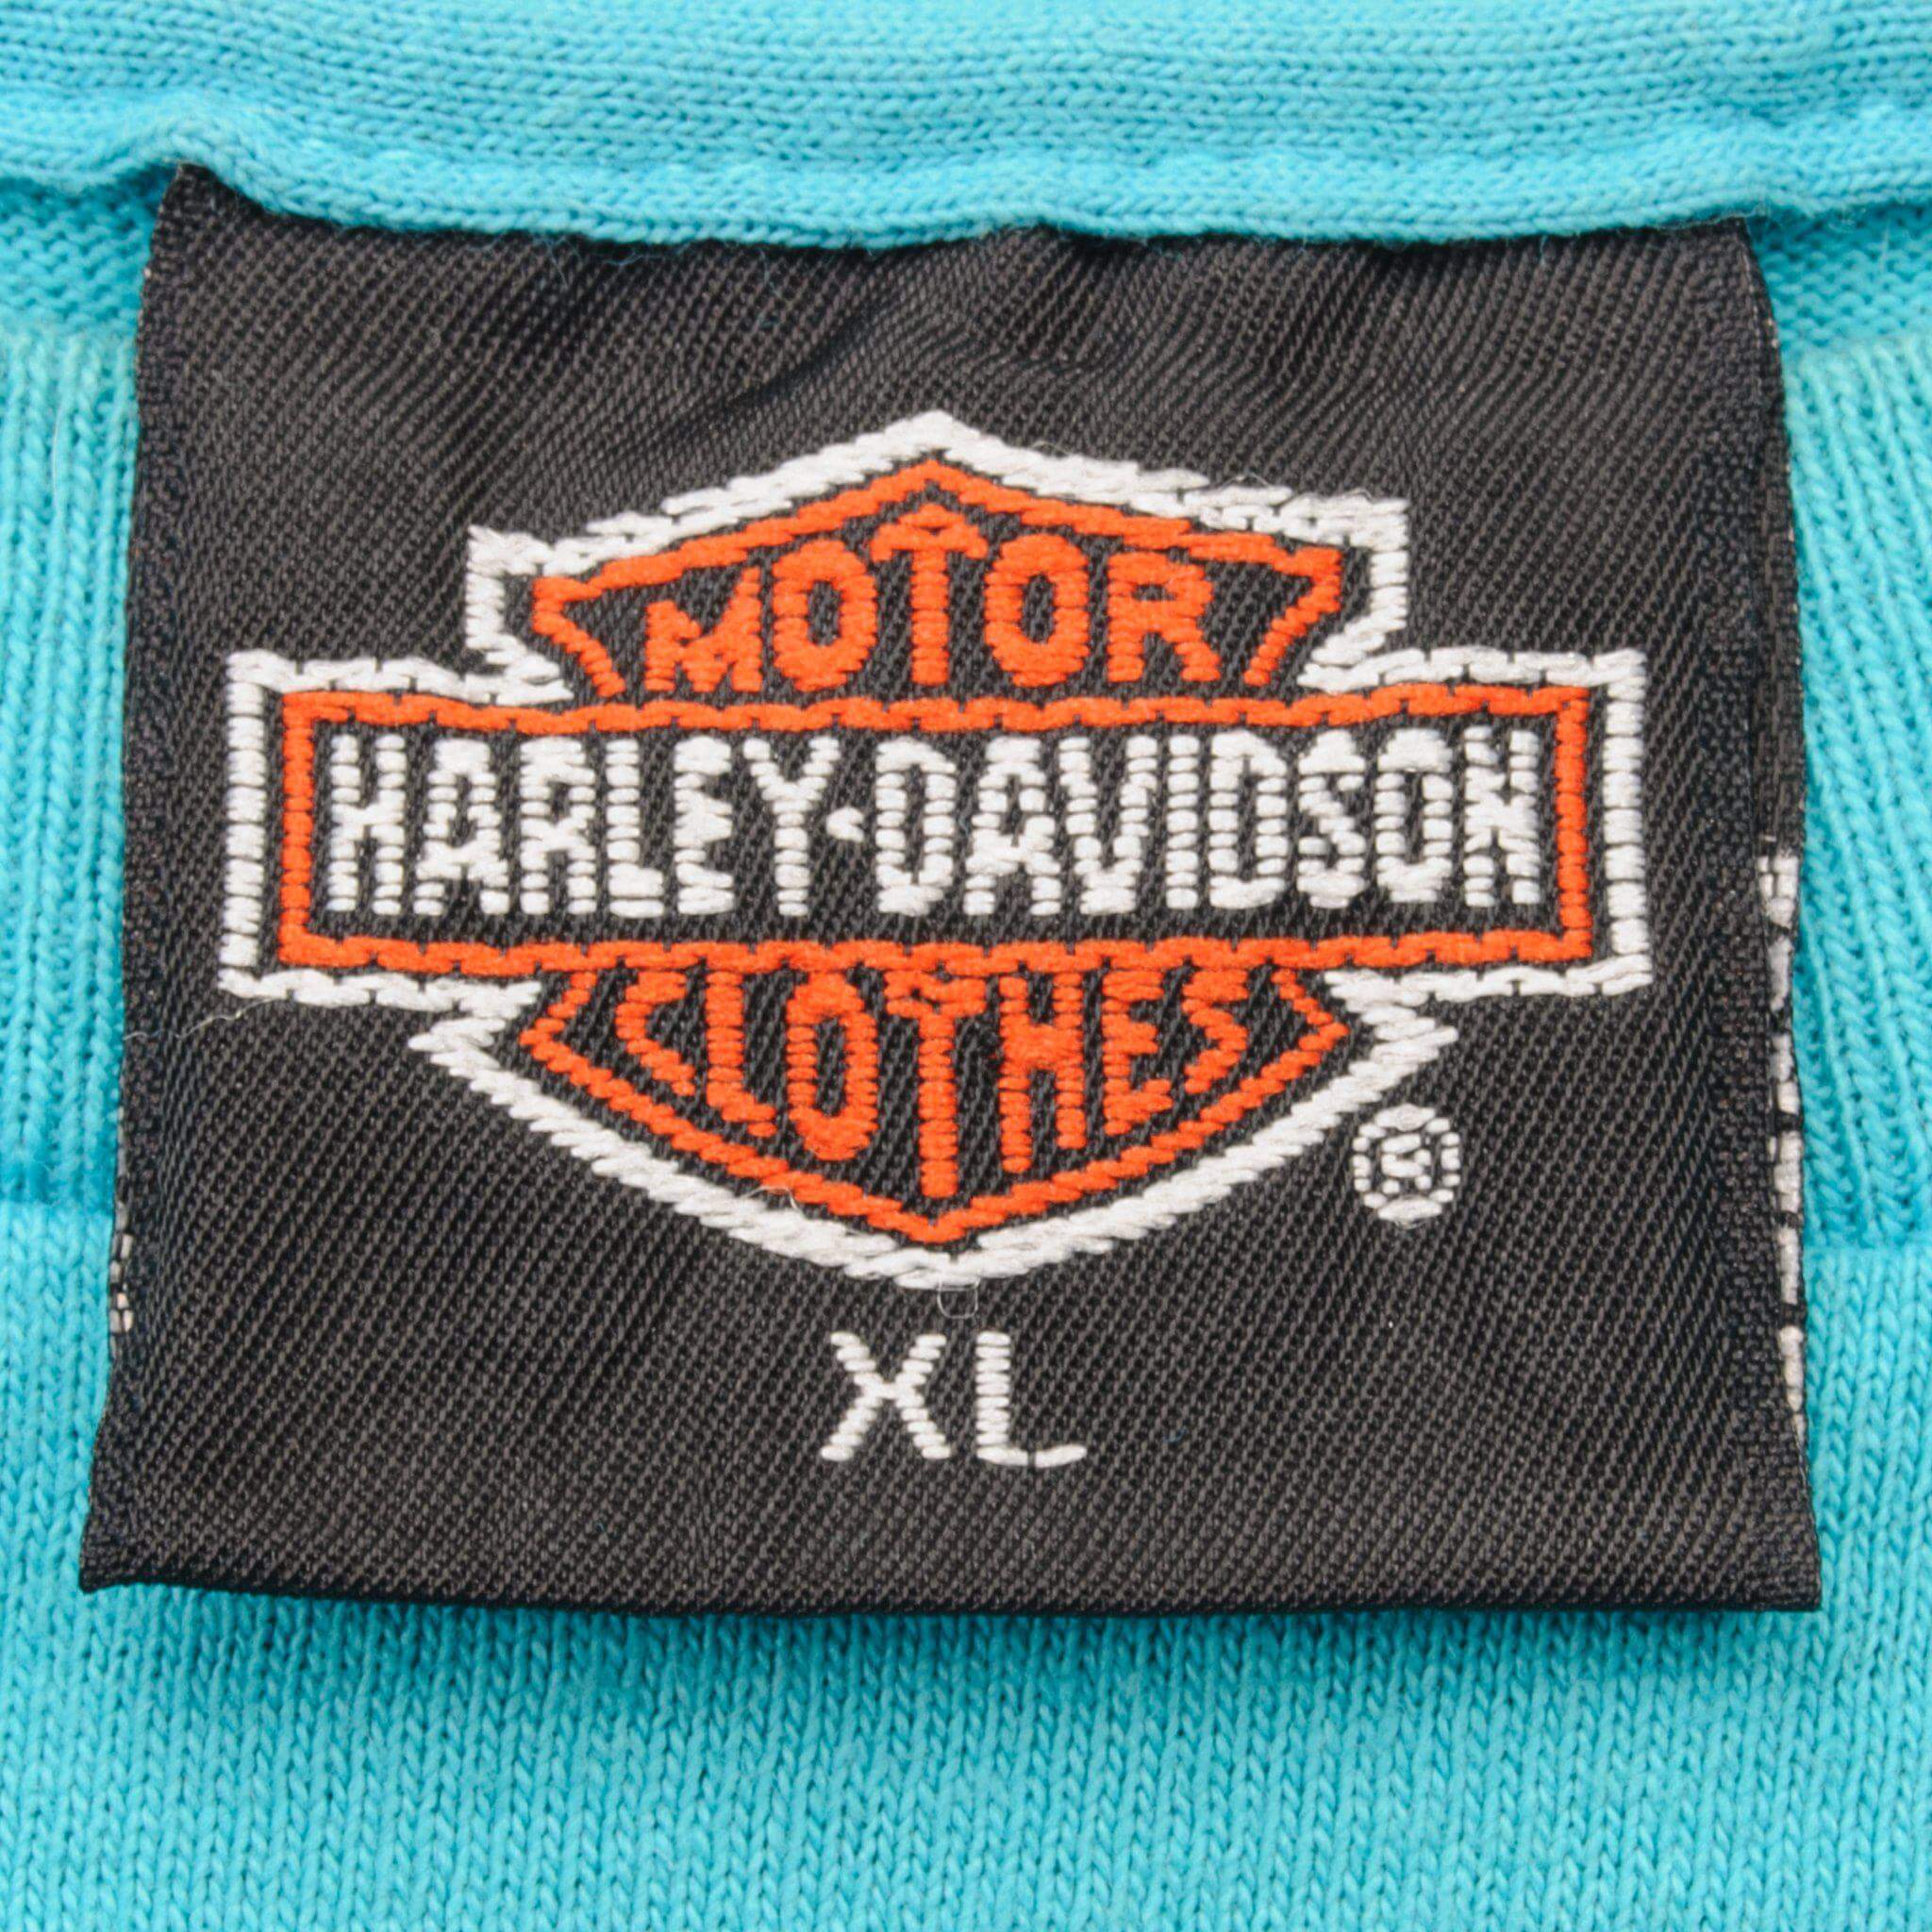 MOTOR
HARLEY-DAVIDSON
CLOTHES
®
XL